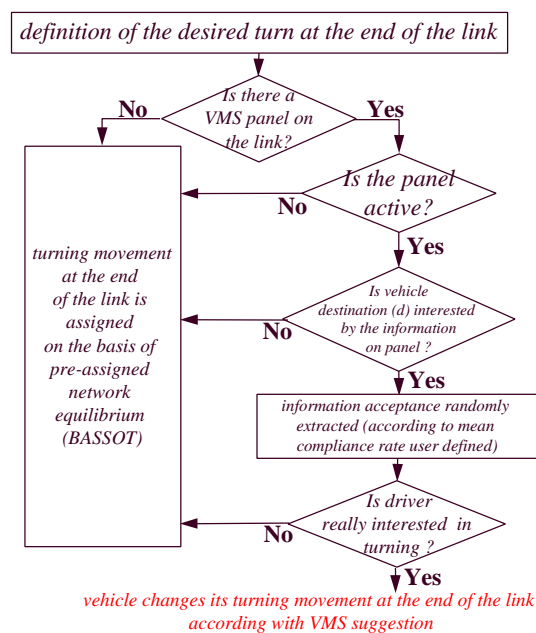 definition of the desired turn at the end of the link
Is there a
VMS panel on
the link?
No
Yes
Is the panel
active?
No
Yes
turning movement
at the end
of the link is
assigned
on the basis of
pre-assigned
network
equilibrium
(BASSOT)
Is vehicle
destination (d) interested
by the information
on panel ?
No
Yes
information acceptance randomly
extracted (according to mean
compliance rate user defined)
Is driver
really interested in
turning ?
No
Yes
vehicle changes its turning movement at the end of the link
according with VMS suggestion